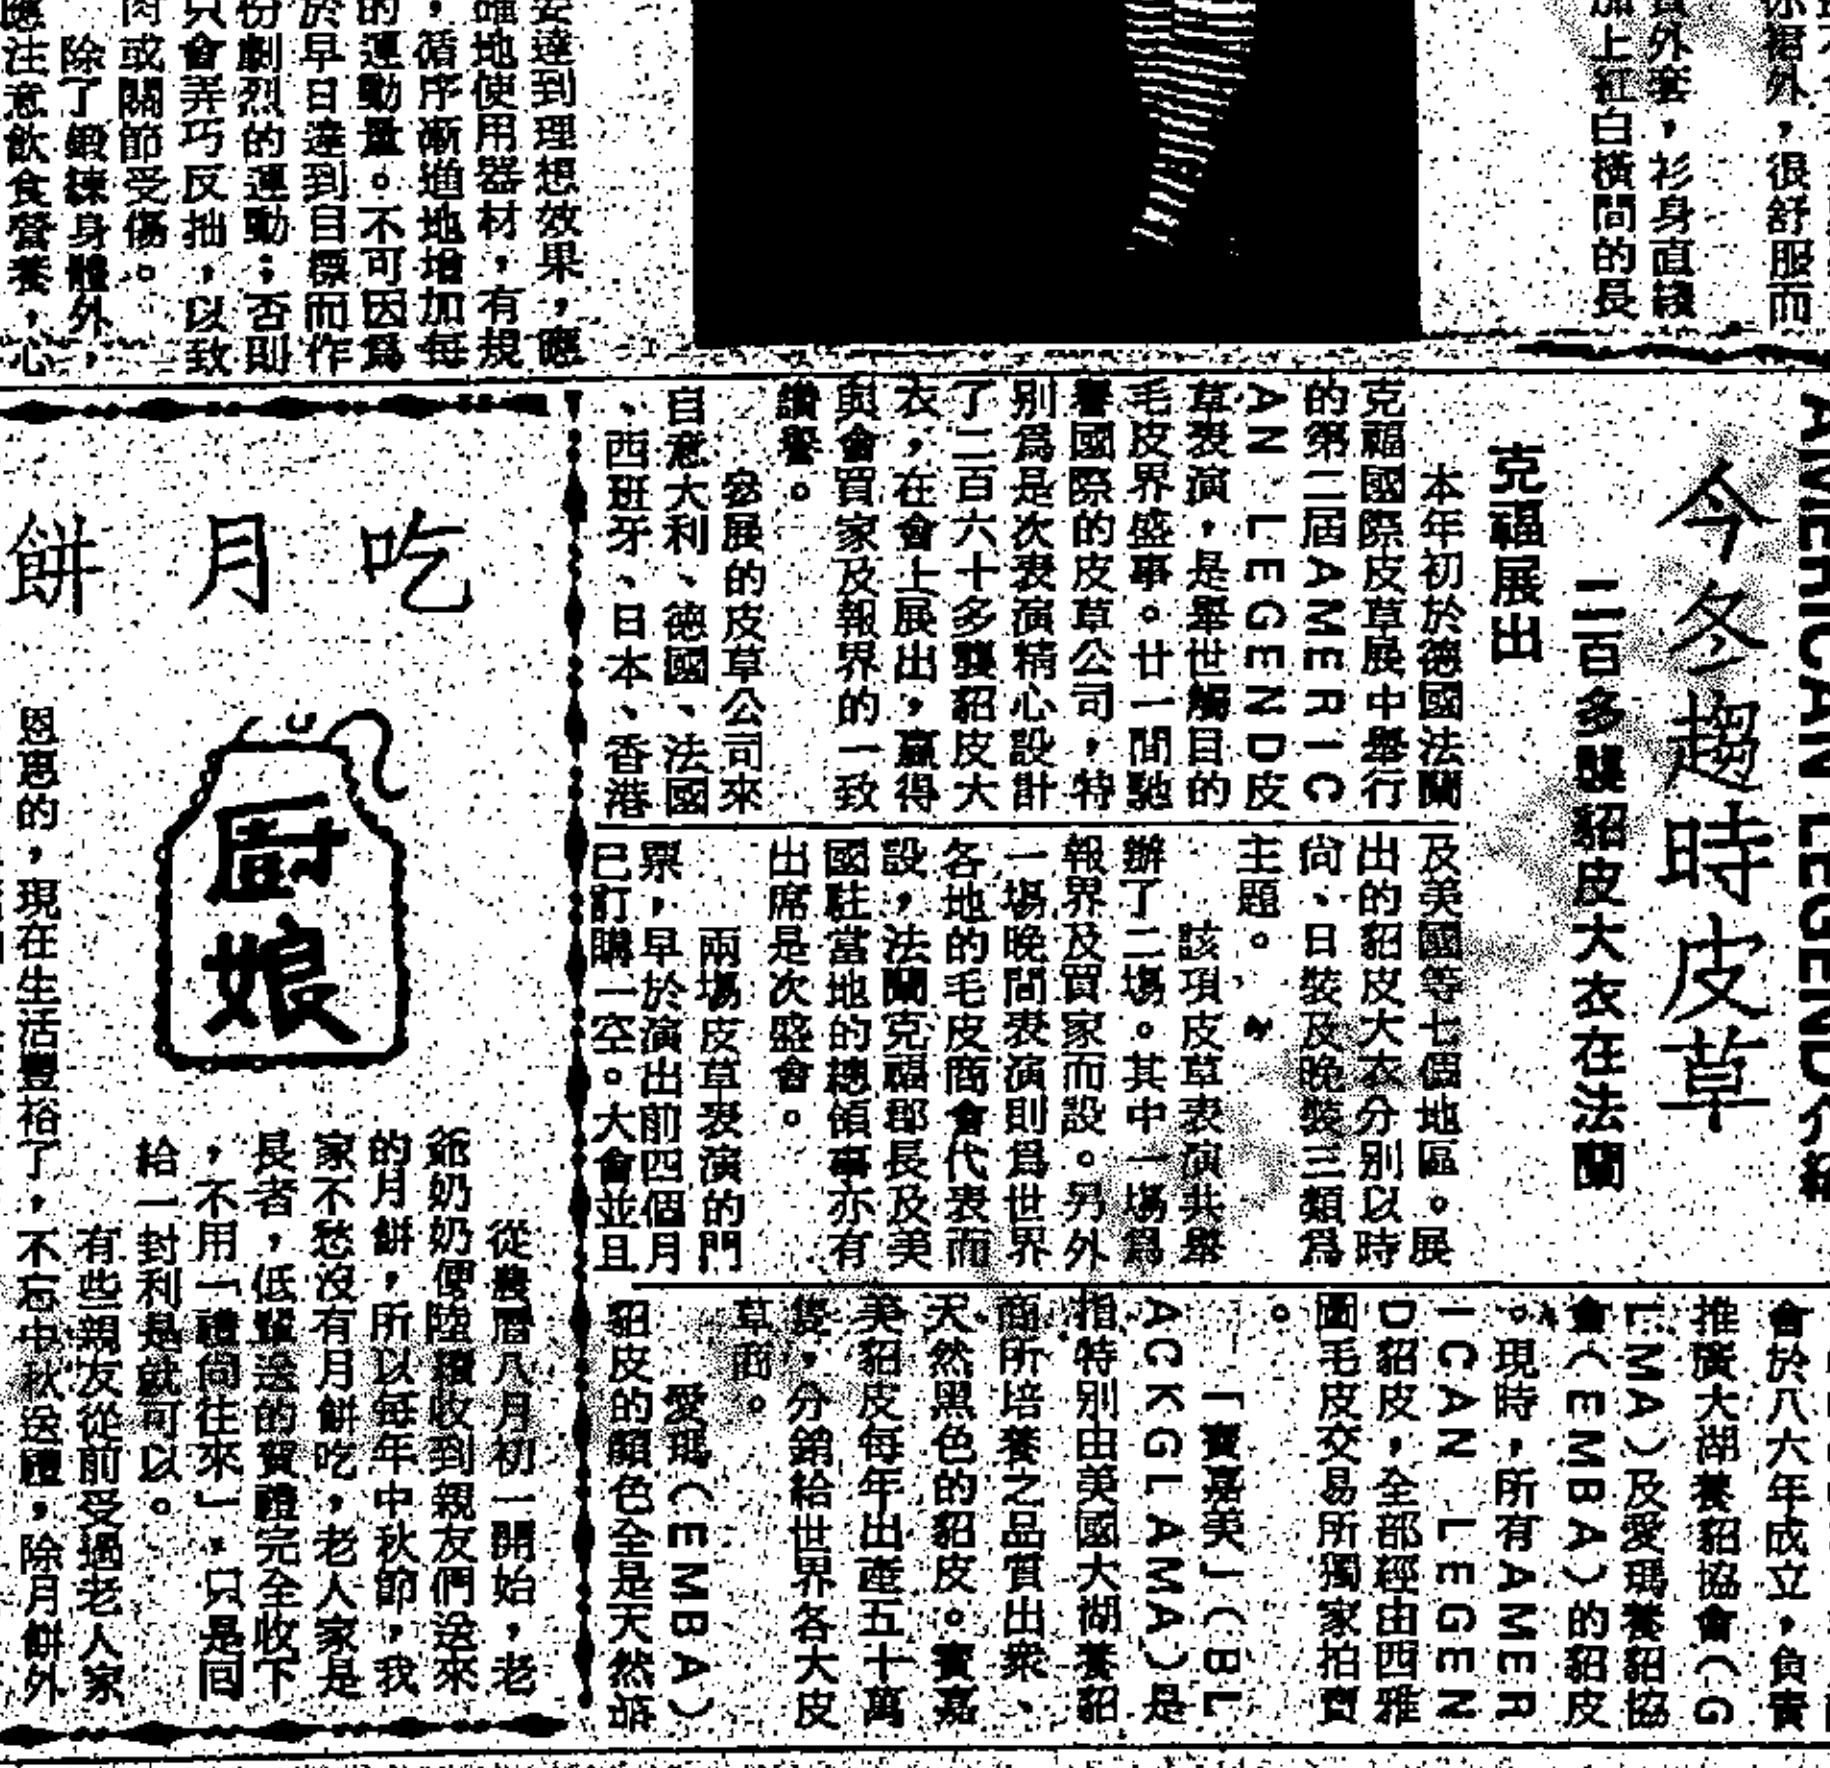 加上紅白橫間的長
要達到理想效果，應
確地使用器材，有規
，循序漸進地增加每
的運動量。不可因爲
於早日達到目標而作
份劇烈的運動；否則
只會弄巧反拙，以致
肉或關節受傷。
除了鍛練身體外，
應注意飲食營養，心
AMERICAN LEGEND介紹
今冬趨時皮草
二百多襲貂皮大衣在法蘭
克福展出
本年初於德國法蘭
克福國際皮草展中舉行
的第二屆AMERIC
AN LEGEND皮
草表演，是舉世觸目的
毛皮界盛事。廿一間馳
譽國際的皮草公司，特
別爲是次表演精心設計
了二百六十多襲貂皮大
衣，在會上展出，贏得
與會買家及報界的一致
讚譽。
參展的皮草公司來
自意大利、德國、法國
、西班牙、日本、香港
及美國等七個地區。展
出的貂皮大衣分別以時
尚、日裝及晚裝三類爲
主題。
該項皮草表演共舉
辦了二場。其中一場爲
報界及買家而設。另外
一場晚間表演則爲世界
各地的毛皮商會代表而
設，法蘭克福郡長及美
國駐當地的總領事亦有
出席是次盛會。
兩場皮草表演的門
票，早於演出前四個月
已訂購一空。大會並且
會於八六年成立，負責
推廣大湖養貂協會（G
LMA）及愛瑪養貂協
會（EMBA）的貂皮
。現時，所有AMER
ICAN LEGEN
D貂皮，全部經由西雅
圖毛皮交易所獨家拍賣
。
「寶嘉美」（BL
ACKGLAMA）是
指特別由美國大湖養貂
商所培養之品質出衆、
天然黑色的貂皮。寶嘉
美貂皮每年出產五十萬
隻，分銷給世界各大皮
草商。
愛瑪（EMBA）
貂皮的顏色全是天然
吃月餅
廚娘
從農曆八月初一開始，老
爺奶奶便陸續收到親友們送來
的月餅，所以每年中秋節，我
家不愁沒有月餅吃，老人家是
長者，低輩送的賀禮完全收下
，不用「禮尚往來」，只是回
給一封利是就可以。
有些親友從前受過老人家
恩惠的，現在生活豐裕了，不忘中秋送禮，除月餅外